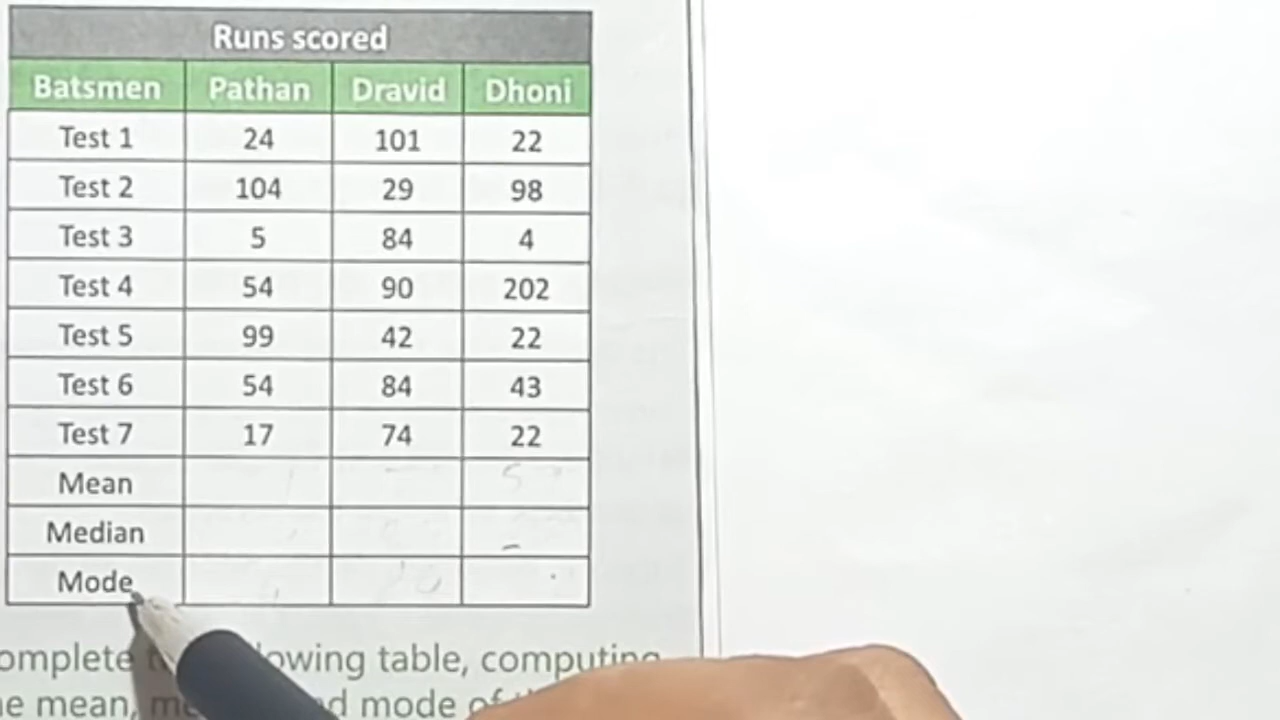 Runs scored
Batsmen Pathan Dravid Dhoni
Test 1 24 101 22
Test 2 104 29 98
Test 3 5 84 4
Test 4 54 90 202
Test 5 99 42 22
Test 6 54 84 43
Test 7 17 74 22
Mean
Median
Mode
omplete owing table, computing
e mean, nd mode of